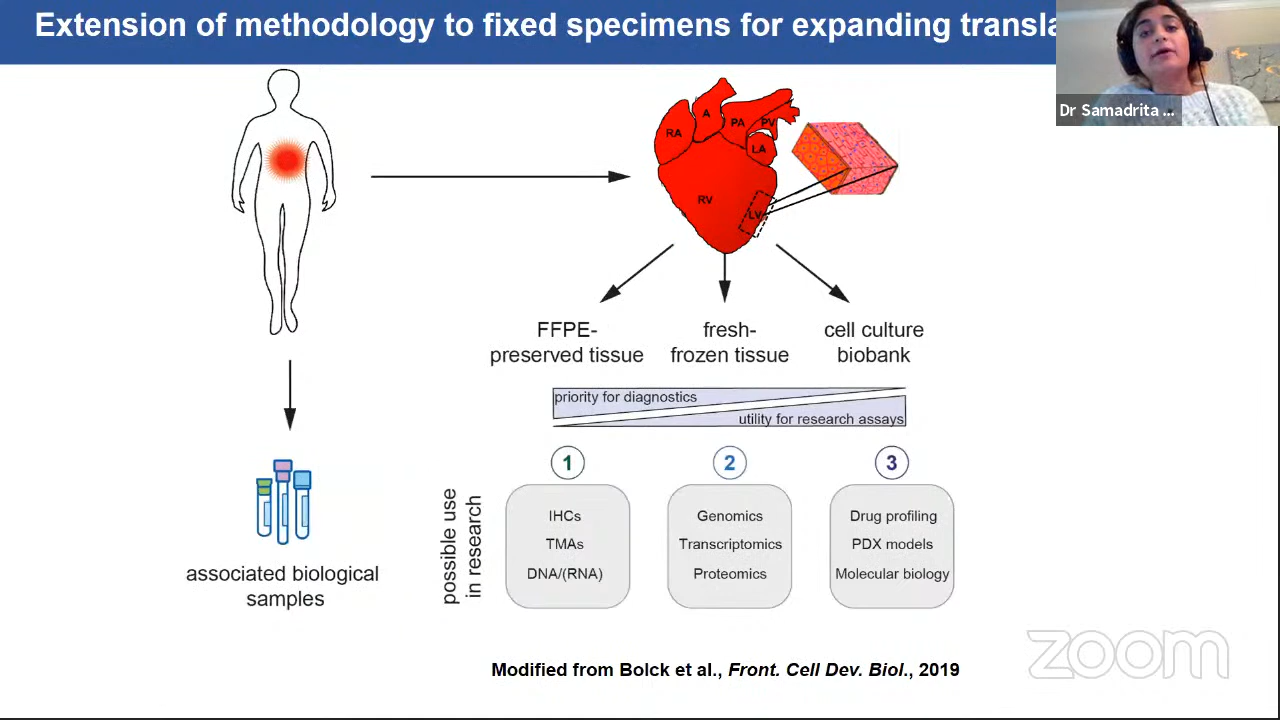 Extension of methodology to fixed specimens for expanding transla
Dr Samadrita ...
RA
A
PA
PV
LA
RV
LV
FFPE-
preserved tissue
fresh-
frozen tissue
cell culture
biobank
priority for diagnostics
utility for research assays
1
2
3
possible use
in research
IHCs
TMAs
DNA/(RNA)
Genomics
Transcriptomics
Proteomics
Drug profiling
PDX models
Molecular biology
associated biological
samples
Modified from Bolck et al., Front. Cell Dev. Biol., 2019
zoom